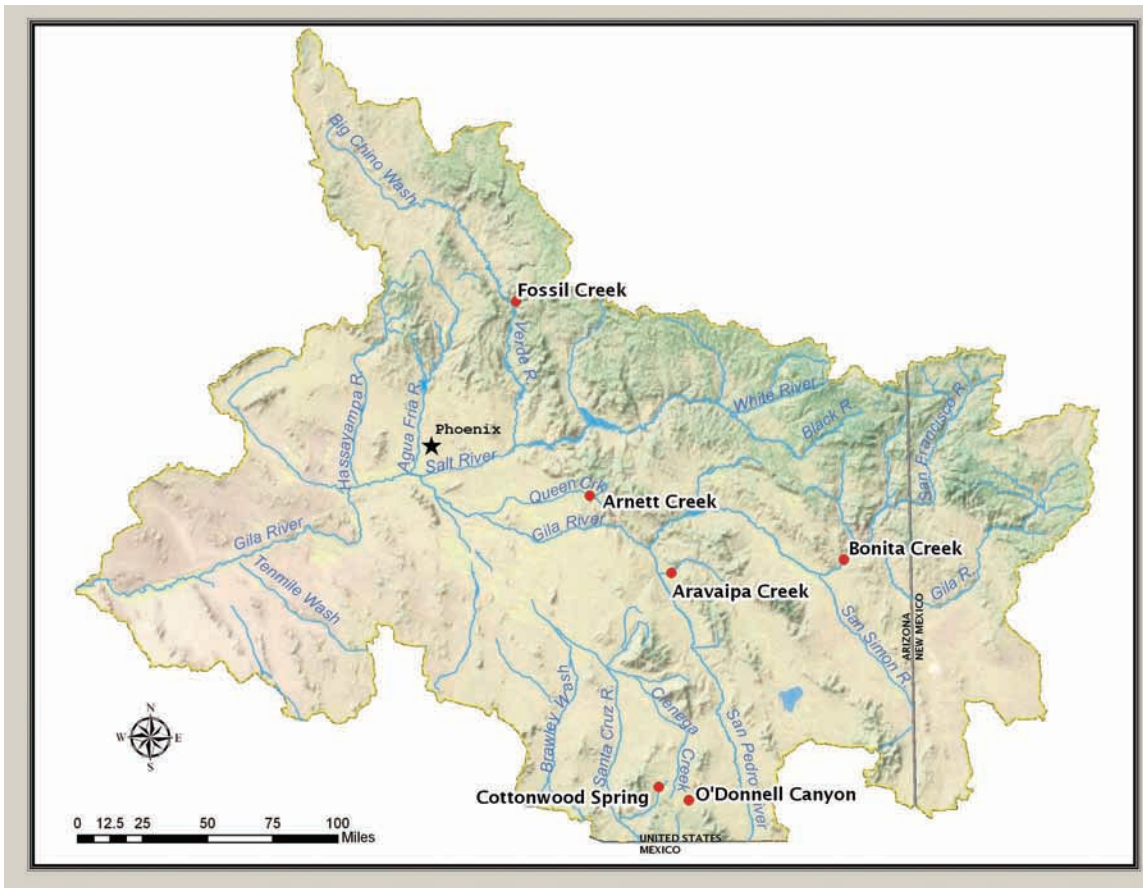 Big Chino Wash
Fossil Creek
Verde R.
Hassayampa R.
Agua Fria R.
Phoenix
Salt River
White River
Black R.
San Francisco R.
Queen Crk
Arnett Creek
Gila River
Gila River
Tenmile Wash
Bonita Creek
Aravaipa Creek
Gila R.
San Simon R
ARIZONA
NEW MEXICO
Brawley Wash
Santa Cruz R.
Cienega Creek
San Pedro River
Cottonwood Spring
O'Donnell Canyon
UNITED STATES
MEXICO
N
W E
S
0 12.5 25 50 75 100
Miles